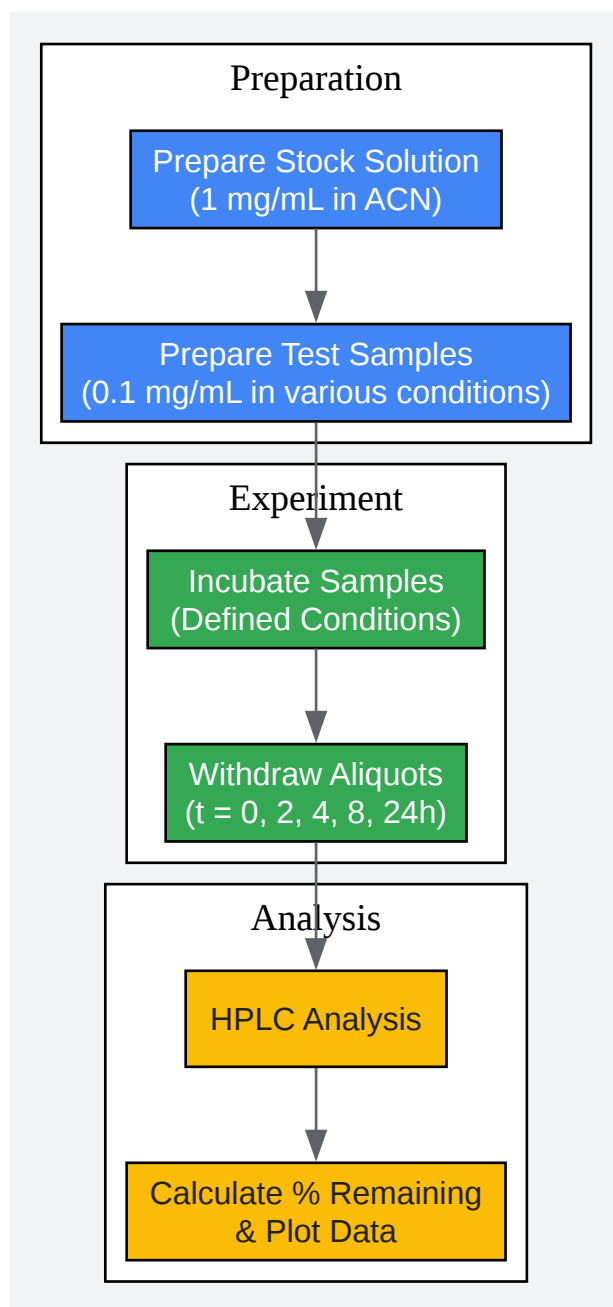 Preparation
Prepare Stock Solution
(1 mg/mL in ACN)
Prepare Test Samples
(0.1 mg/mL in various conditions)
Experiment
Incubate Samples
(Defined Conditions)
Withdraw Aliquots
(t = 0, 2, 4, 8, 24h)
Analysis
HPLC Analysis
Calculate % Remaining
& Plot Data